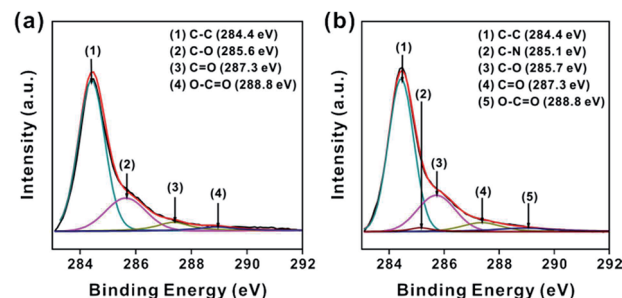 (a)
(1) (1) C-C (284.4 eV)
(2) C-O (285.6 eV)
(3) C=O (287.3 eV)
(4) O-C=O (288.8 eV)
(2)
(3) (4)
Intensity (a.u.)
284 286 288 290 292
Binding Energy (eV)
(b)
(1) (1) C-C (284.4 eV)
(2) C-N (285.1 eV)
(3) C-O (285.7 eV)
(4) C=O (287.3 eV)
(5) O-C=O (288.8 eV)
(2)
(3)
(4) (5)
Intensity (a.u.)
284 286 288 290 292
Binding Energy (eV)